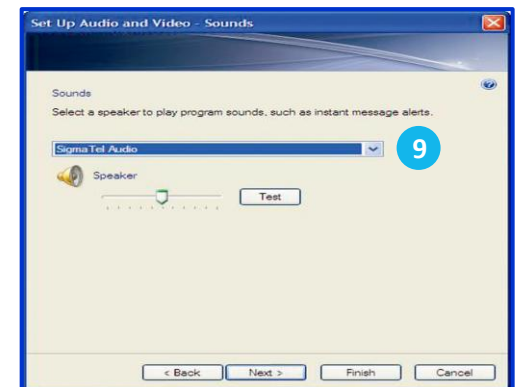 Set Up Audio and Video - Sounds
Sounds
Select a speaker to play program sounds, such as instant message alerts.
SigmaTel Audio
9
Speaker
Test
< Back Next > Finish Cancel